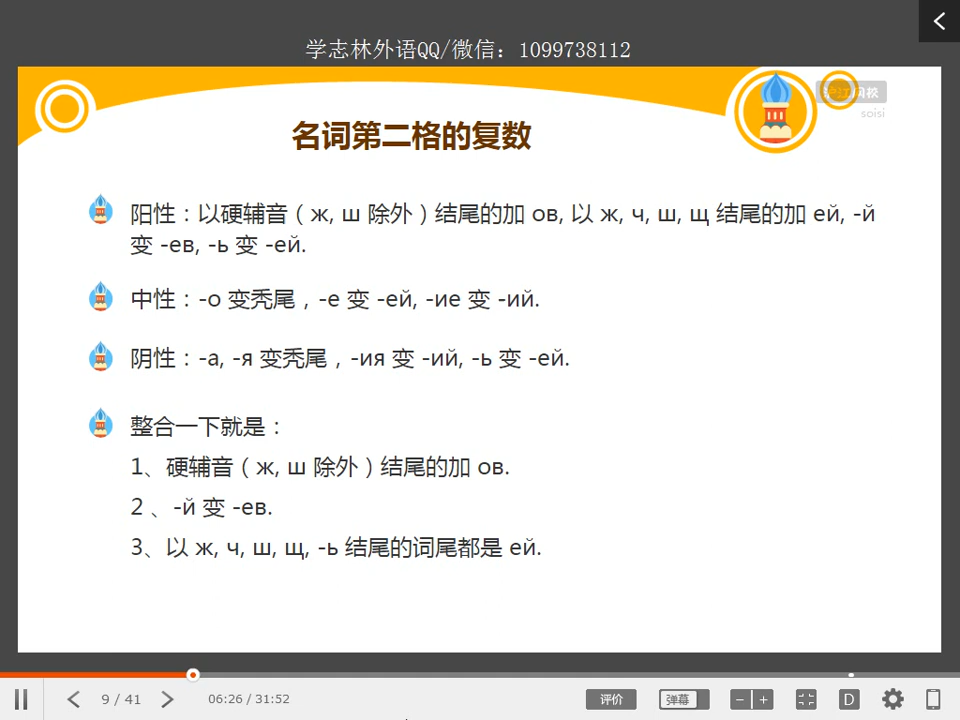 学志林外语QQ/微信：1099738112
名词第二格的复数
阳性：以硬辅音（ж, ш 除外）结尾的加 ов, 以 ж, ч, ш, щ 结尾的加 ей, -й
变 -ев, -ь 变 -ей.
中性：-о 变秃尾，-е 变 -ей, -ие 变 -ий.
阴性：-а, -я 变秃尾，-ия 变 -ий, -ь 变 -ей.
整合一下就是：
1、硬辅音（ж, ш 除外）结尾的加 ов.
2 、-й 变 -ев.
3、以 ж, ч, ш, щ, -ь 结尾的词尾都是 ей.
soisi
9 / 41
06:26 / 31:52
评价
弹幕
D